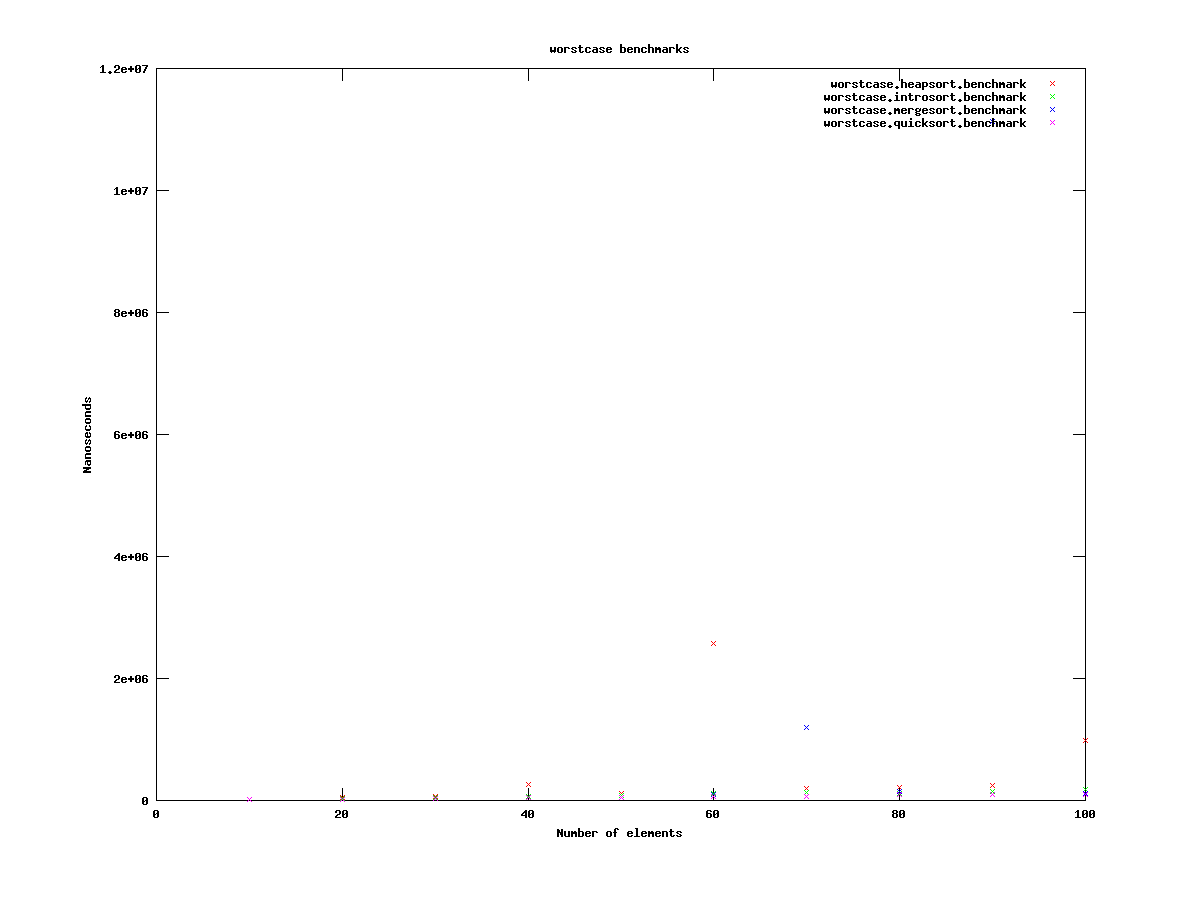 worstcase benchmarks
1.2e+07
worstcase.heapsort.benchmark
worstcase.introsort.benchmark
worstcase.mergesort.benchmark
worstcase.quicksort.benchmark
1e+07
8e+06
6e+06
Nanoseconds
4e+06
2e+06
0
0 20 40 60 80 100
Number of elements